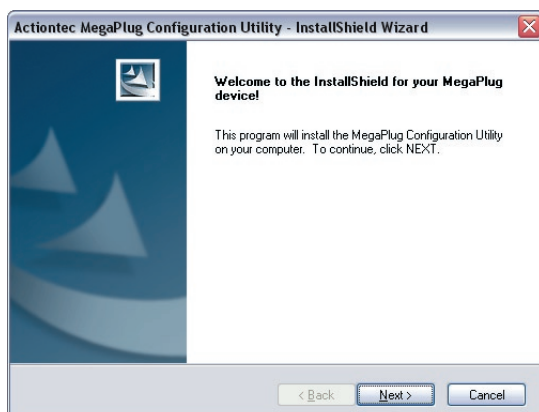 Actiontec MegaPlug Configuration Utility - InstallShield Wizard
Welcome to the InstallShield for your MegaPlug
device!
This program will install the MegaPlug Configuration Utility
on your computer. To continue, click NEXT.
< Back
Next >
Cancel